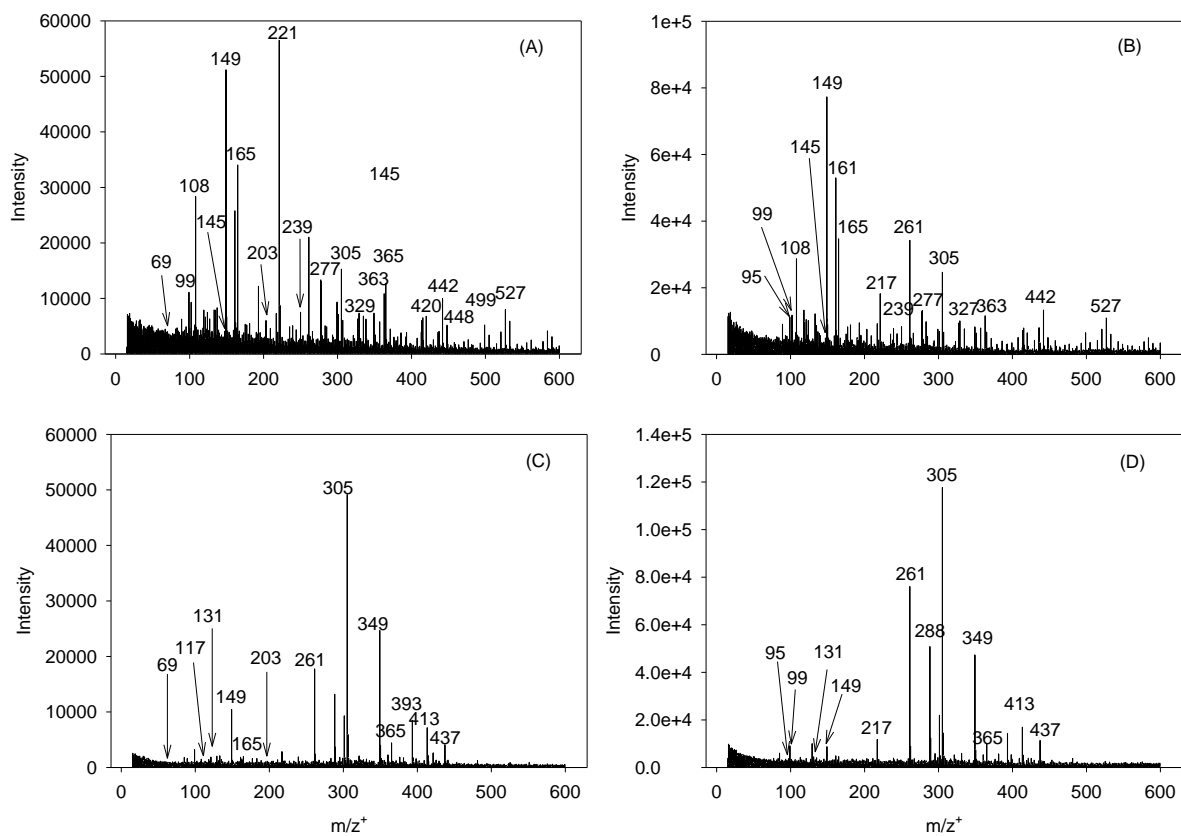 60000
50000
40000
30000
20000
10000
0
Intensity
(A)
221
149
165
108
145
145
239
203
69
99
277
305
365
363
329
442
420
448
499
527
0 100 200 300 400 500 600
1e+5
8e+4
6e+4
4e+4
2e+4
0
Intensity
(B)
149
145
161
99
108
165
95
261
217
305
239
277
327
363
442
527
0 100 200 300 400 500 600
60000
50000
40000
30000
20000
10000
0
Intensity
(C)
305
131
349
117
69
203
261
149
393
165
365
413
437
0 100 200 300 400 500 600
m/z+
1.4e+5
1.2e+5
1.0e+5
8.0e+4
6.0e+4
4.0e+4
2.0e+4
0.0
Intensity
(D)
305
261
288
349
95
131
99
149
413
217
365
437
0 100 200 300 400 500 600
m/z+